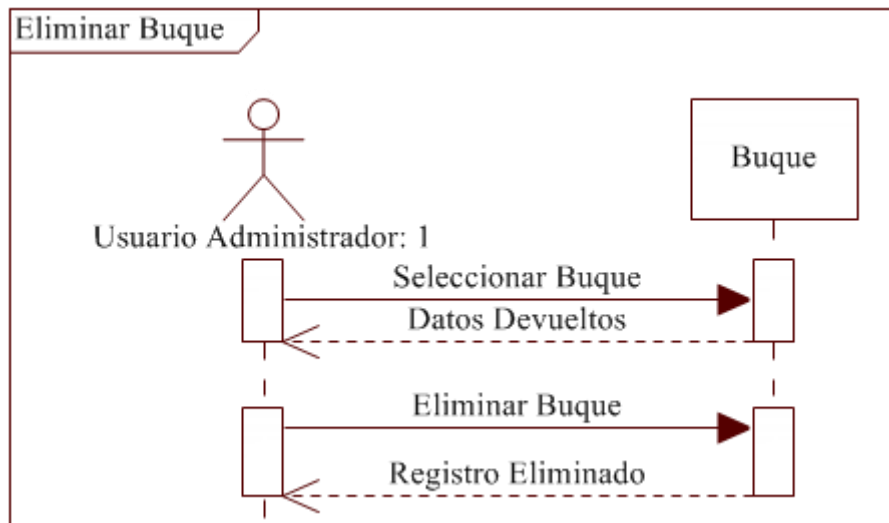 Eliminar Buque
Buque
Usuario Administrador: 1
Seleccionar Buque
Datos Devueltos
Eliminar Buque
Registro Eliminado